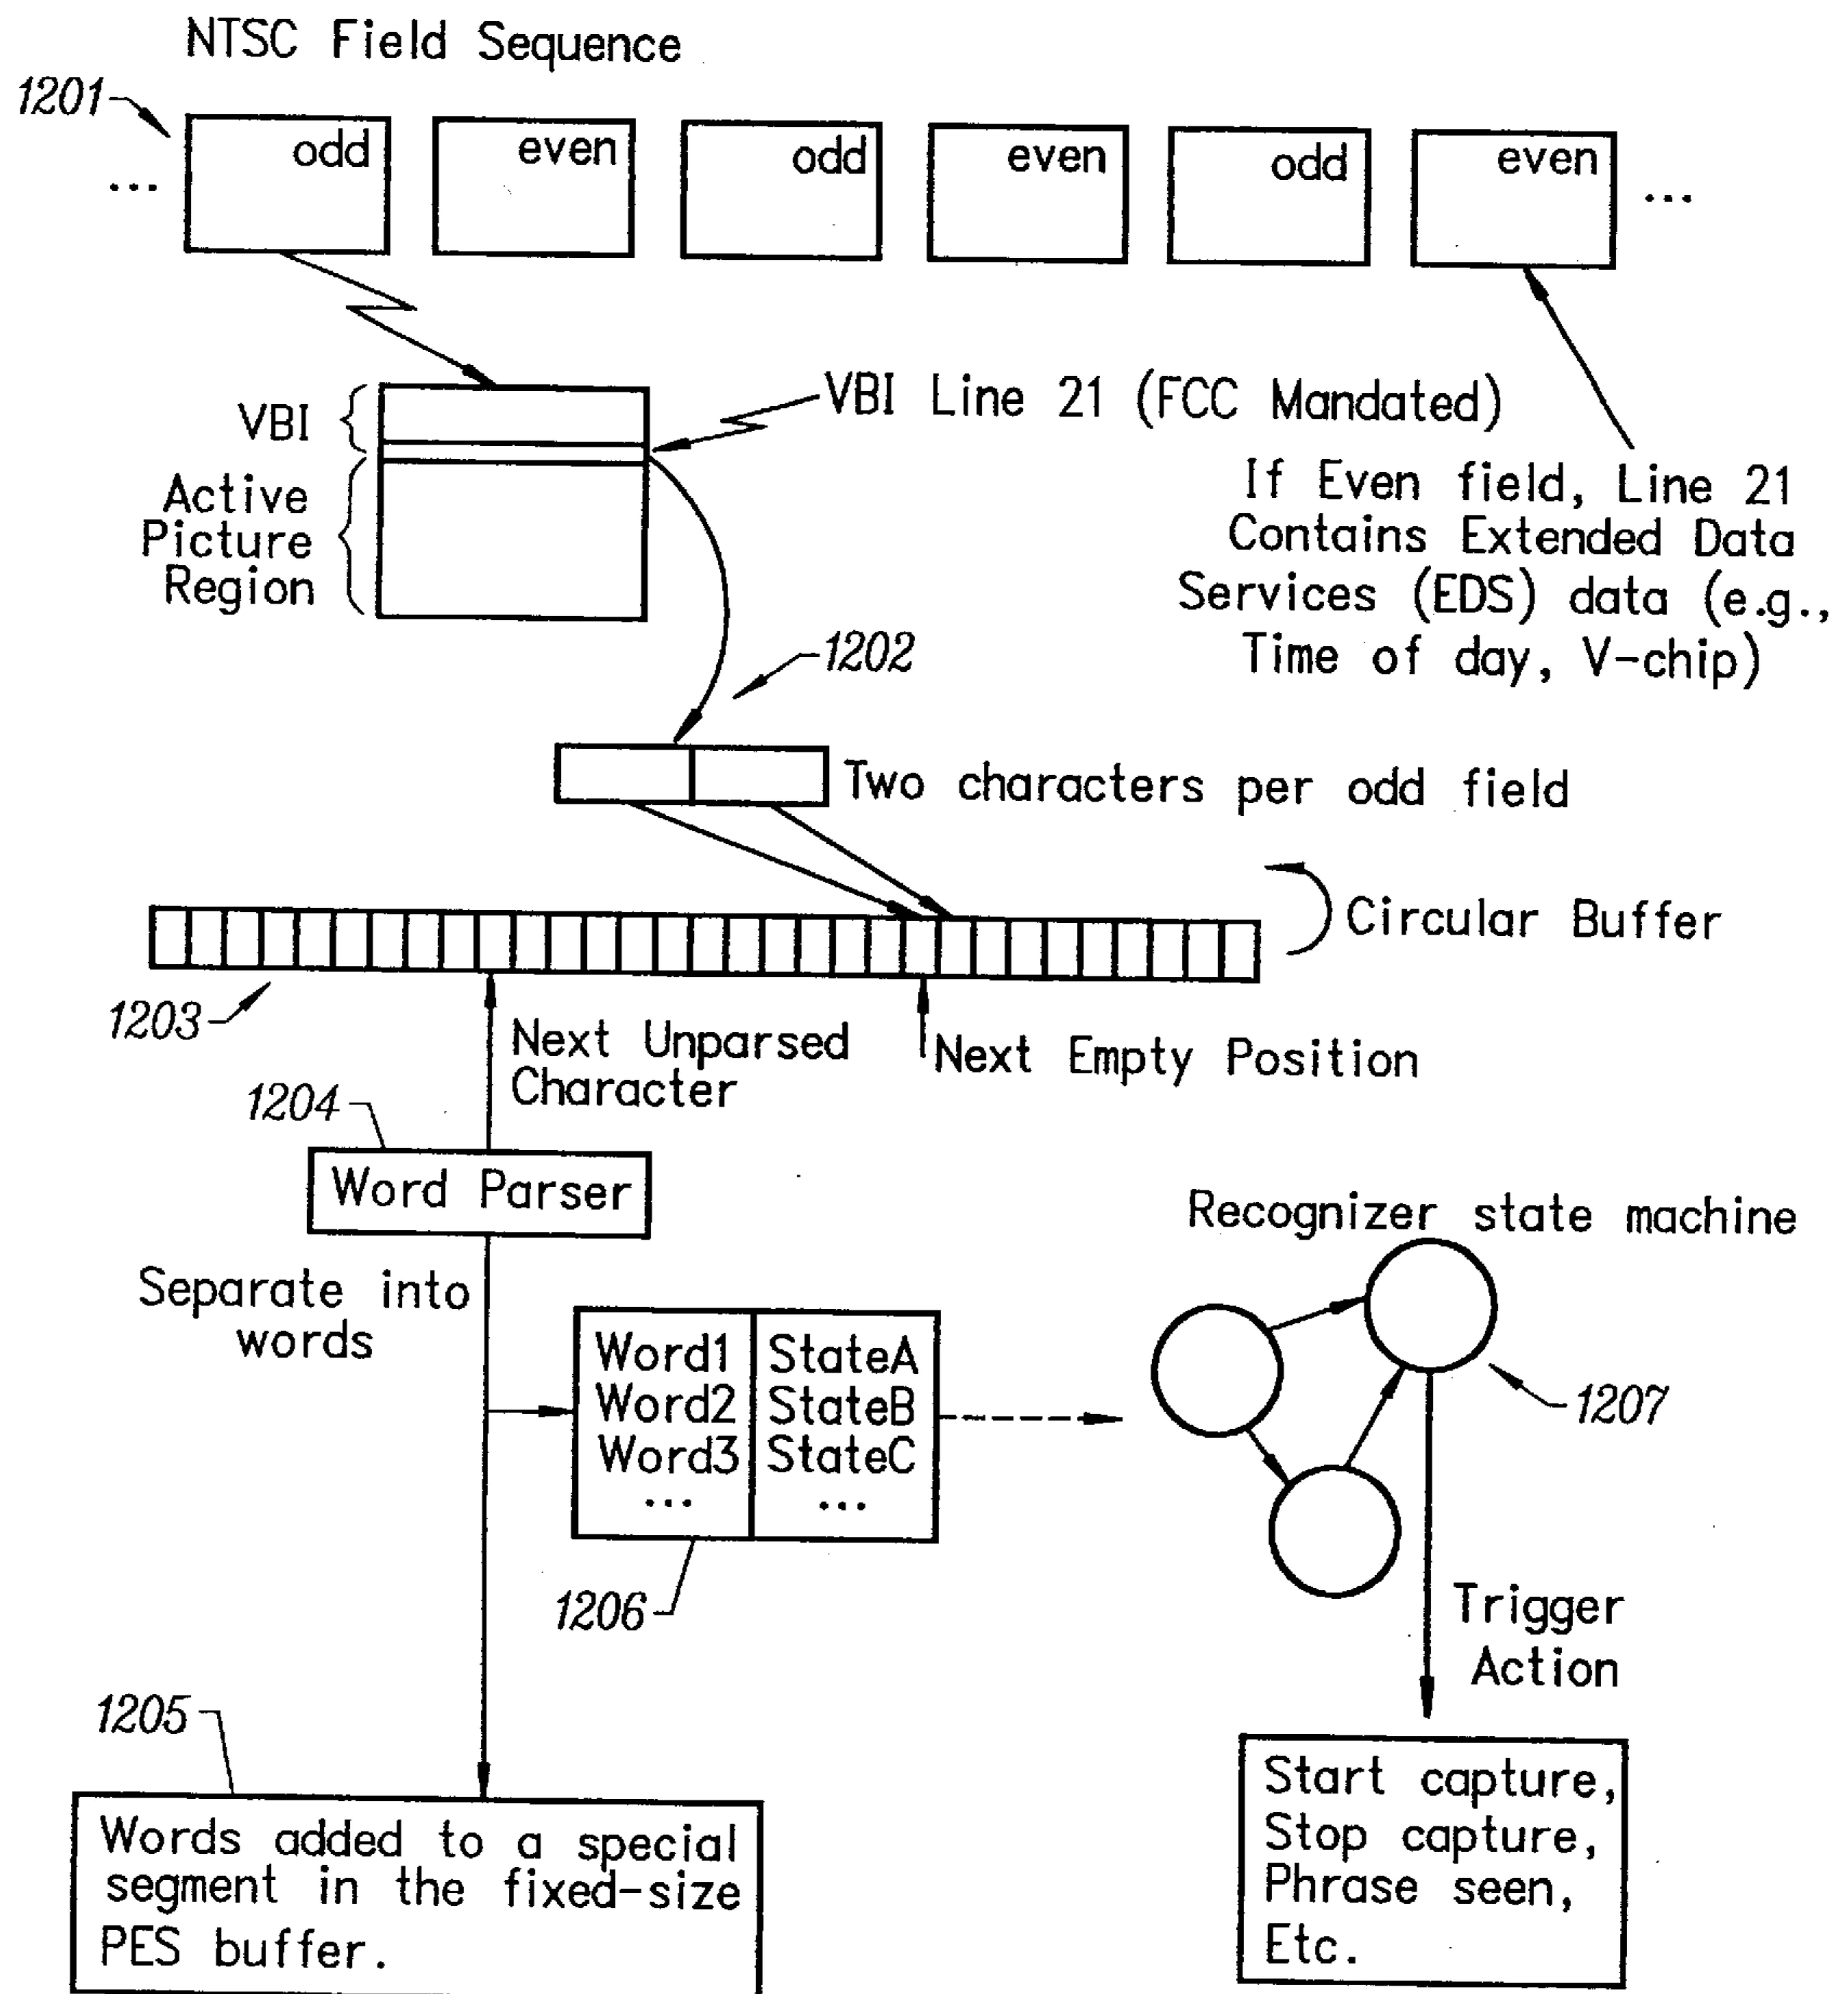 NTSC Field Sequence
1201
... odd even odd even odd even ...
VBI
VBI Line 21 (FCC Mandated)
Active
Picture
Region
If Even field, Line 21
Contains Extended Data
Services (EDS) data (e.g.,
Time of day, V-chip)
1202
Two characters per odd field
Circular Buffer
1203
Next Unparsed
Character
Next Empty Position
1204
Word Parser
Separate into
words
Word1 StateA
Word2 StateB
Word3 StateC
... ...
1206
Recognizer state machine
1207
Trigger
Action
1205
Words added to a special
segment in the fixed-size
PES buffer.
Start capture,
Stop capture,
Phrase seen,
Etc.